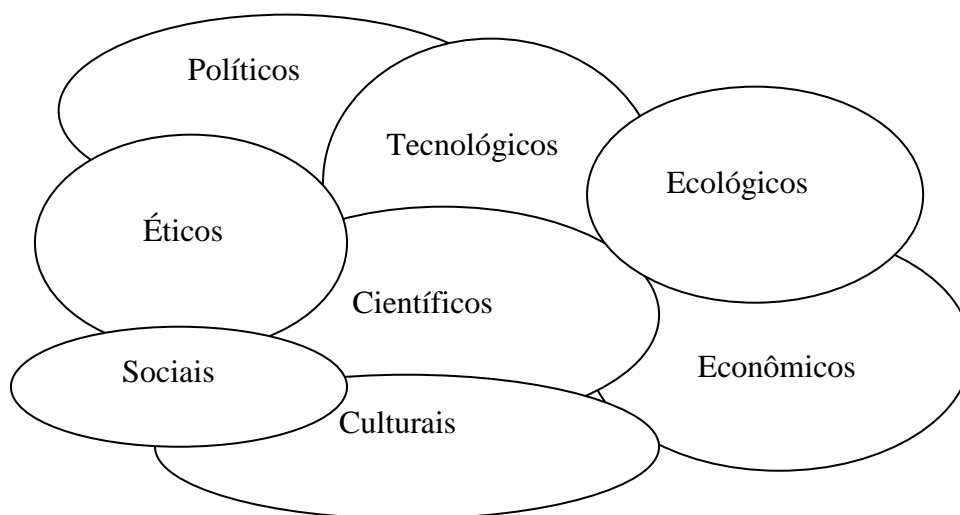 Políticos
Tecnológicos
Ecológicos
Éticos
Científicos
Sociais
Econômicos
Culturais